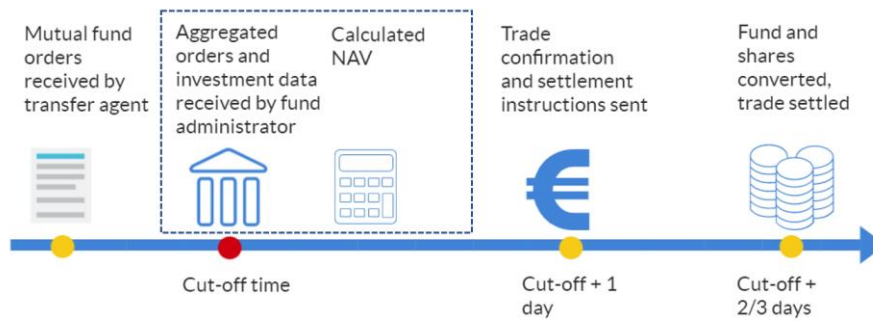 Mutual fund
orders
received by
transfer agent
Aggregated
orders and
investment data
received by fund
administrator
Calculated
NAV
Trade
confirmation
and settlement
instructions sent
Fund and
shares
converted,
trade settled
€
Cut-off time
Cut-off + 1
day
Cut-off +
2/3 days